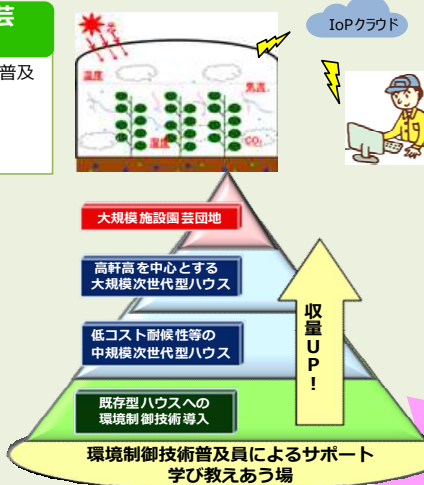 芸
普及
IoPクラウド
温度
気流
湿度
CO₂
大規模施設園芸団地
高軒高を中心とする
大規模次世代型ハウス
低コスト耐候性等の
中規模次世代型ハウス
既存型ハウスへの
環境制御技術導入
収量UP!
環境制御技術普及員によるサポート
学び教えあう場